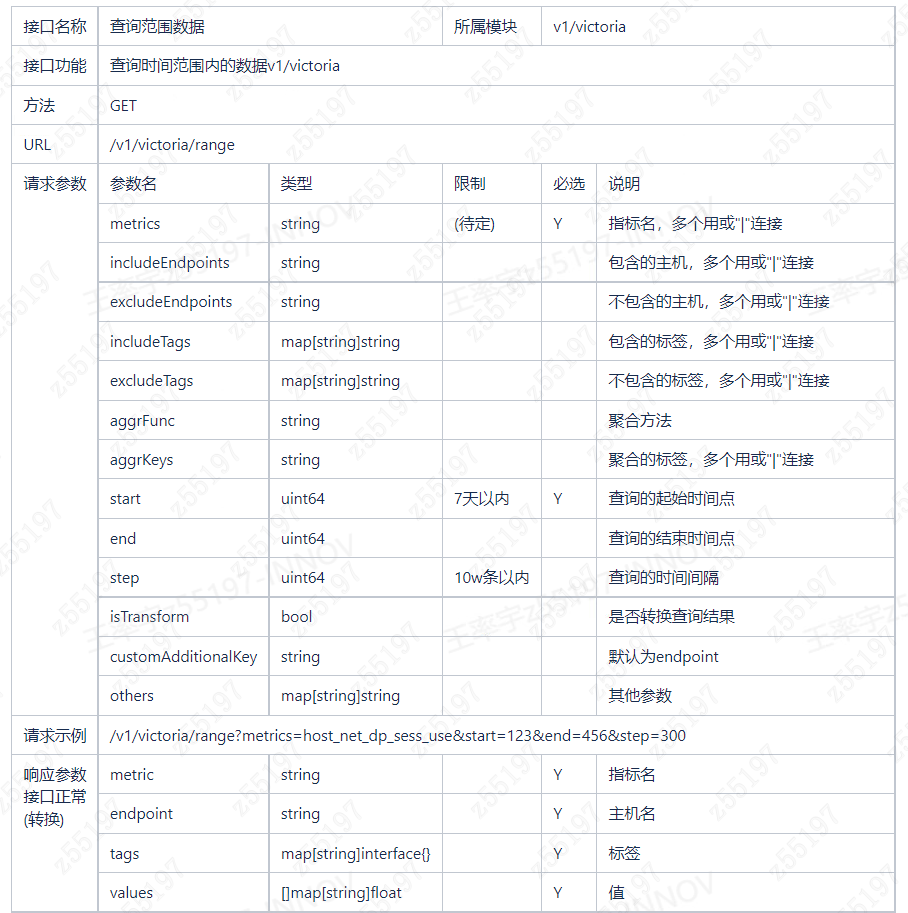 接口名称 查询范围数据 所属模块 v1/victoria
接口功能 查询时间范围内的数据v1/victoria
方法 GET
URL /v1/victoria/range
请求参数 参数名 类型 限制 必选 说明
metrics string (待定) Y 指标名，多个用或"|"连接
includeEndpoints string 包含的主机，多个用或"|"连接
excludeEndpoints string 不包含的主机，多个用或"|"连接
includeTags map[string]string 包含的标签，多个用或"|"连接
excludeTags map[string]string 不包含的标签，多个用或"|"连接
aggrFunc string 聚合方法
aggrKeys string 聚合的标签，多个用或"|"连接
start uint64 7天以内 Y 查询的起始时间点
end uint64 查询的结束时间点
step uint64 10w条以内 查询的时间间隔
isTransform bool 是否转换查询结果
customAdditionalKey string 默认为endpoint
others map[string]string 其他参数
请求示例 /v1/victoria/range?metrics=host_net_dp_sess_use&start=123&end=456&step=300
响应参数 metric string Y 指标名
接口正常
(转换)
endpoint string Y 主机名
tags map[string]interface{} Y 标签
values []map[string]float Y 值